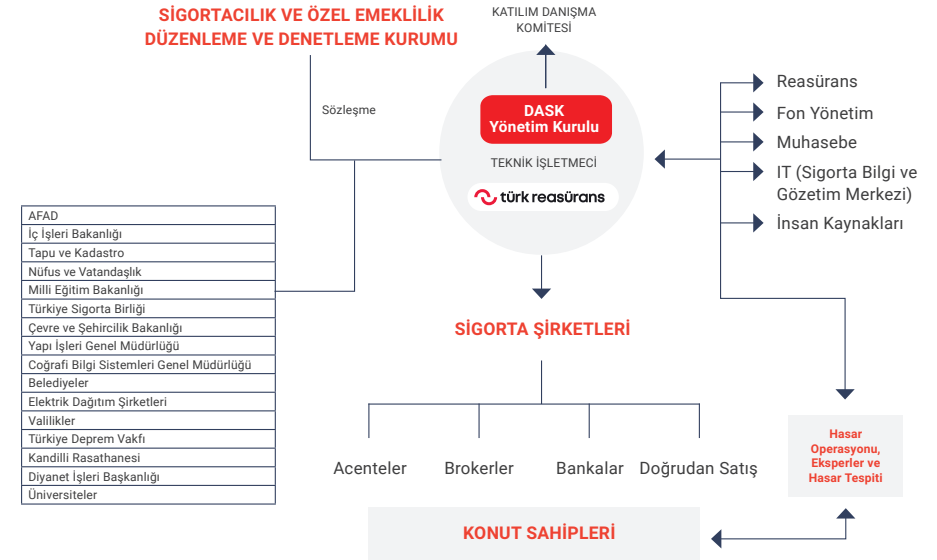 SİGORTACILIK VE ÖZEL EMEKLİLİK
DÜZENLEME VE DENETLEME KURUMU
KATILIM DANIŞMA
KOMİTESİ
Sözleşme
DASK
Yönetim Kurulu
TEKNİK İŞLETMECİ
türk reasürans
Reasürans
Fon Yönetim
Muhasebe
IT (Sigorta Bilgi ve
Gözetim Merkezi)
İnsan Kaynakları
AFAD
İç İşleri Bakanlığı
Tapu ve Kadastro
Nüfus ve Vatandaşlık
Milli Eğitim Bakanlığı
Türkiye Sigorta Birliği
Çevre ve Şehircilik Bakanlığı
Yapı İşleri Genel Müdürlüğü
Coğrafi Bilgi Sistemleri Genel Müdürlüğü
Belediyeler
Elektrik Dağıtım Şirketleri
Valilikler
Türkiye Deprem Vakfı
Kandilli Rasathanesi
Diyanet İşleri Başkanlığı
Üniversiteler
SİGORTA ŞİRKETLERİ
Acenteler
Brokerler
Bankalar
Doğrudan Satış
Hasar
Operasyonu,
Eksperler ve
Hasar Tespiti
KONUT SAHİPLERİ